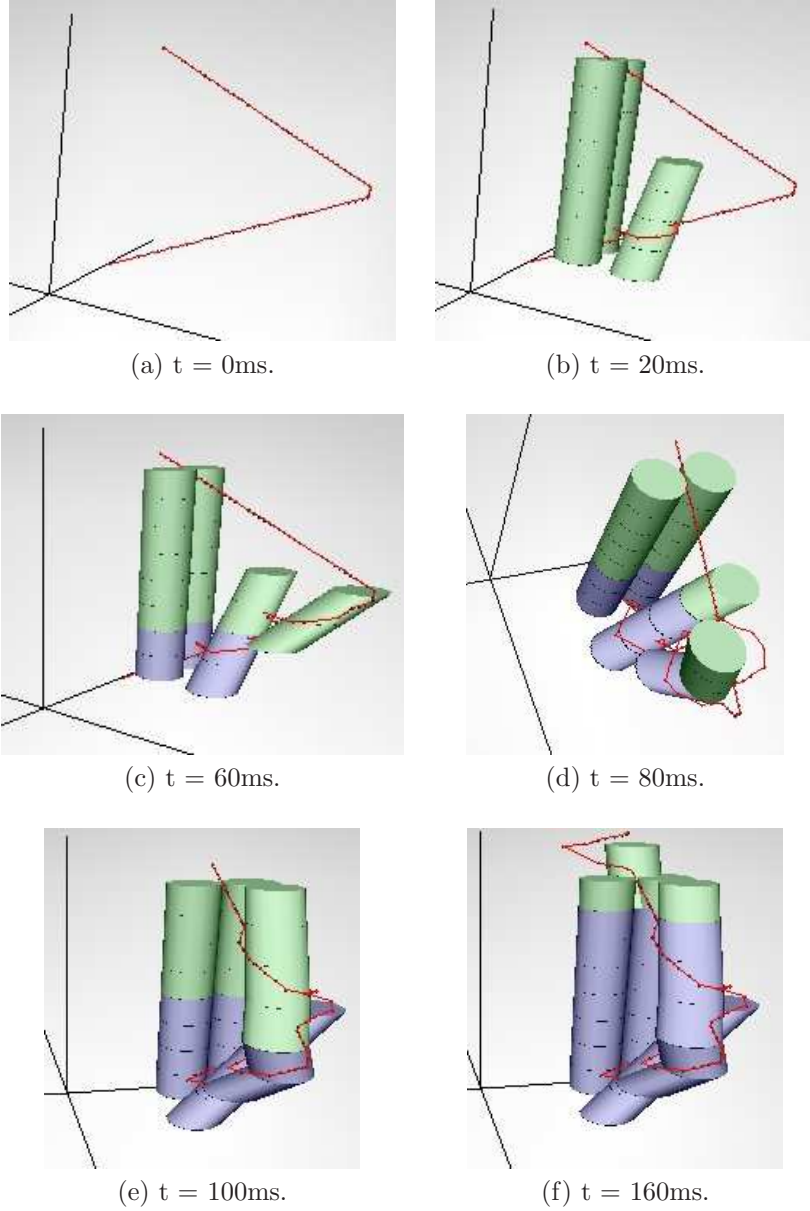 (a) t = 0ms.
(b) t = 20ms.
(c) t = 60ms.
(d) t = 80ms.
(e) t = 100ms.
(f) t = 160ms.